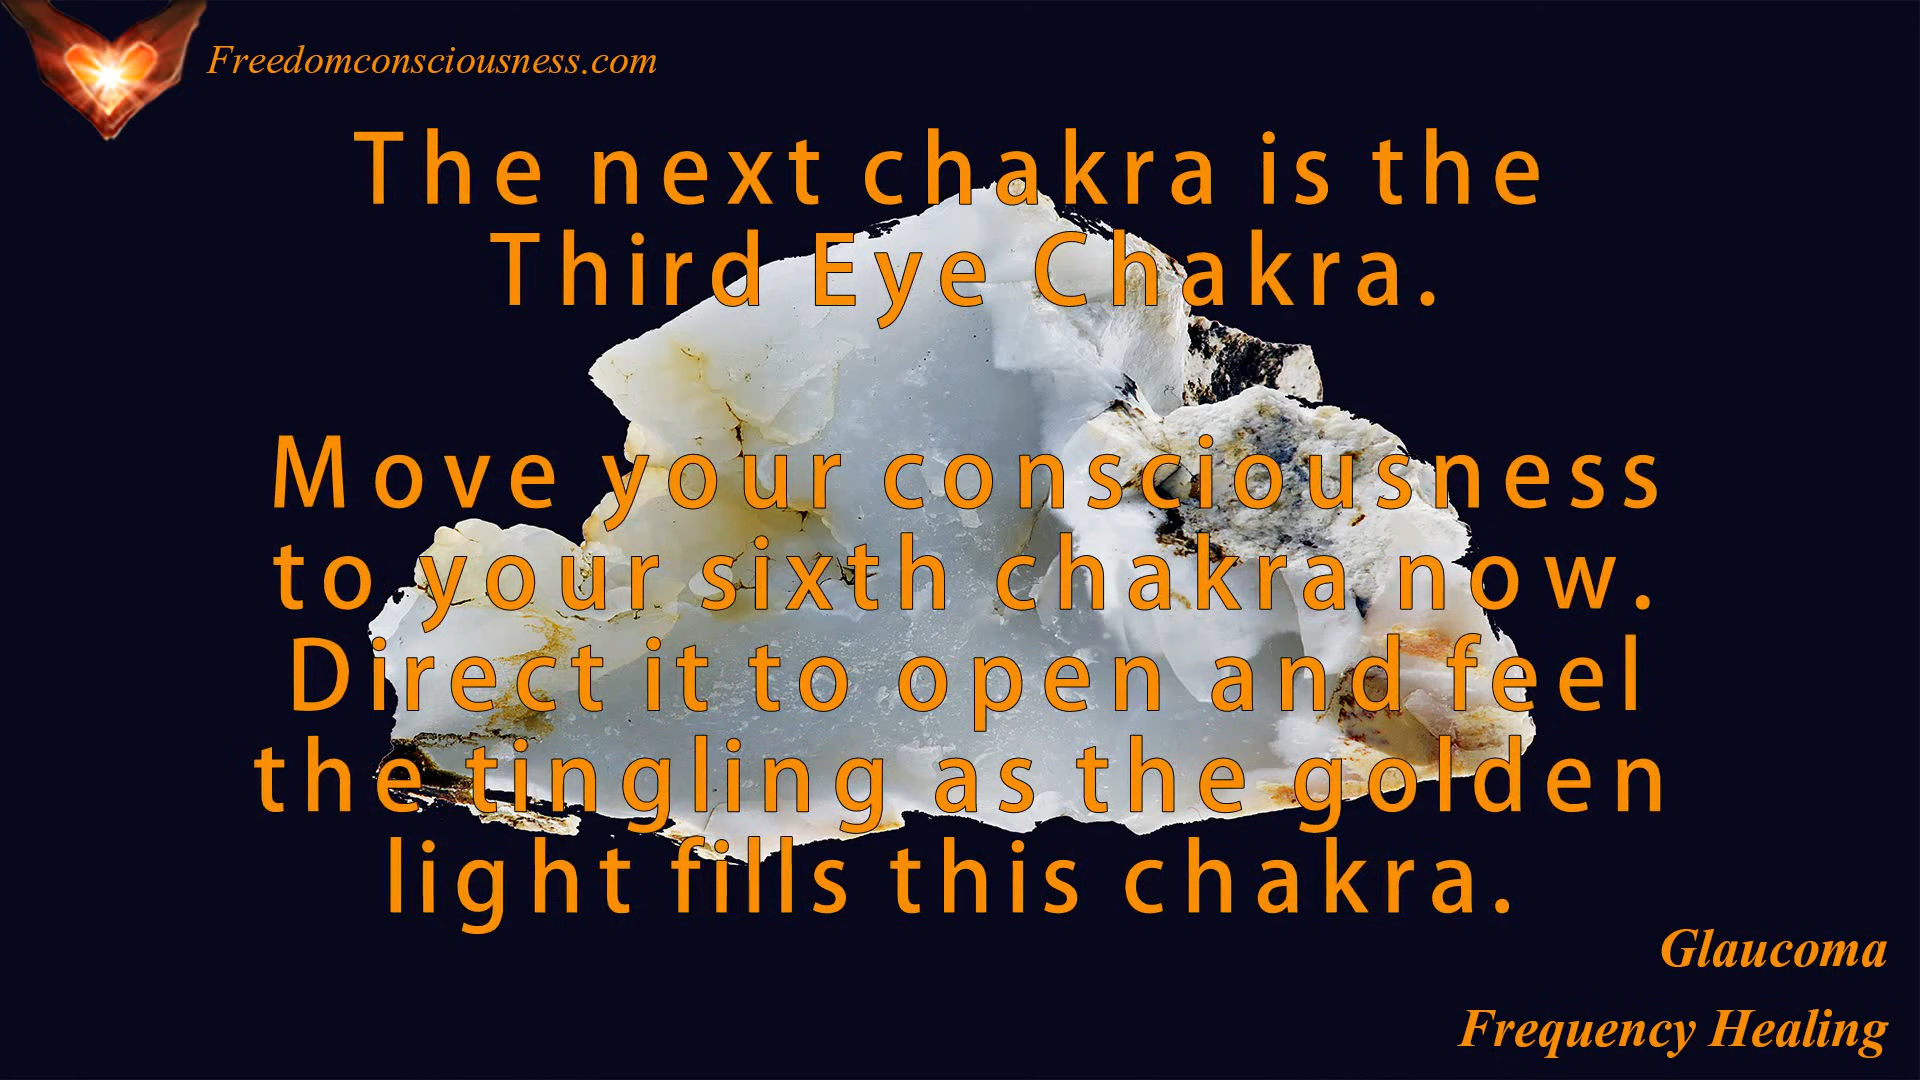 Freedomconsciousness.com
The next chakra is the
Third Eye Chakra.
Move your consciousness
to your sixth chakra now.
Direct it to open and feel
the tingling as the golden
light fills this chakra.
Glaucoma
Frequency Healing